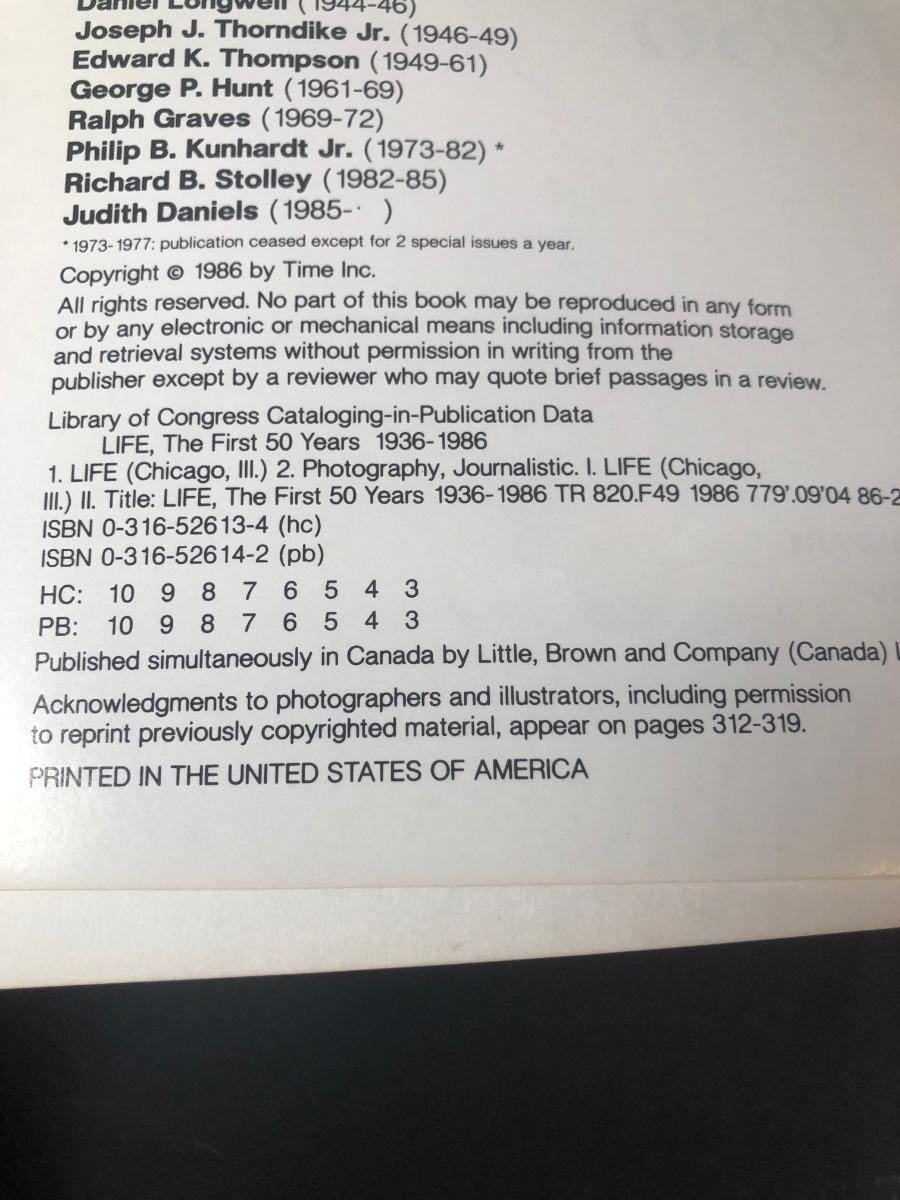 Daniel Longwell (1944-46)
Joseph J. Thorndike Jr. (1946-49)
Edward K. Thompson (1949-61)
George P. Hunt (1961-69)
Ralph Graves (1969-72)
Philip B. Kunhardt Jr. (1973-82) *
Richard B. Stolley (1982-85)
Judith Daniels (1985-  )
* 1973-1977: publication ceased except for 2 special issues a year.
Copyright © 1986 by Time Inc.
All rights reserved. No part of this book may be reproduced in any form
or by any electronic or mechanical means including information storage
and retrieval systems without permission in writing from the
publisher except by a reviewer who may quote brief passages in a review.
Library of Congress Cataloging-in-Publication Data
LIFE, The First 50 Years 1936-1986
1. LIFE (Chicago, Ill.) 2. Photography, Journalistic. I. LIFE (Chicago,
Ill.) II. Title: LIFE, The First 50 Years 1936-1986 TR 820.F49 1986 779'.09'04 86-2
ISBN 0-316-52613-4 (hc)
ISBN 0-316-52614-2 (pb)
HC: 10 9 8 7 6 5 4 3
PB: 10 9 8 7 6 5 4 3
Published simultaneously in Canada by Little, Brown and Company (Canada)
Acknowledgments to photographers and illustrators, including permission
to reprint previously copyrighted material, appear on pages 312-319.
PRINTED IN THE UNITED STATES OF AMERICA